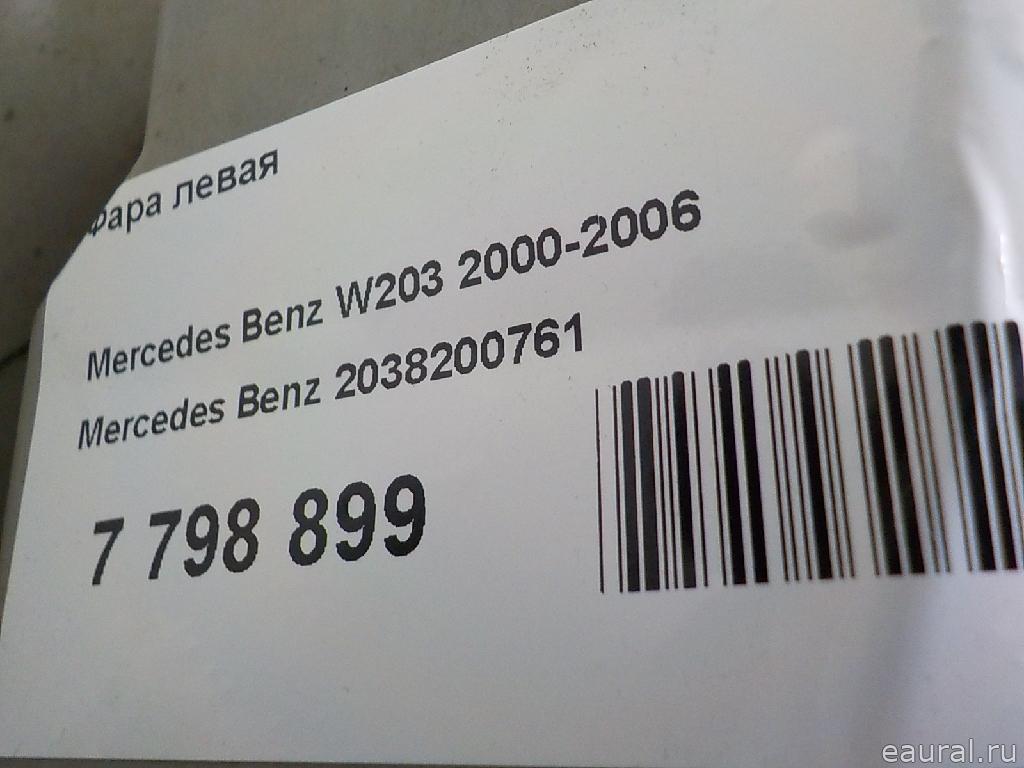 Фара левая
Mercedes Benz W203 2000-2006
Mercedes Benz 2038200761
7 798 899
eaural.ru